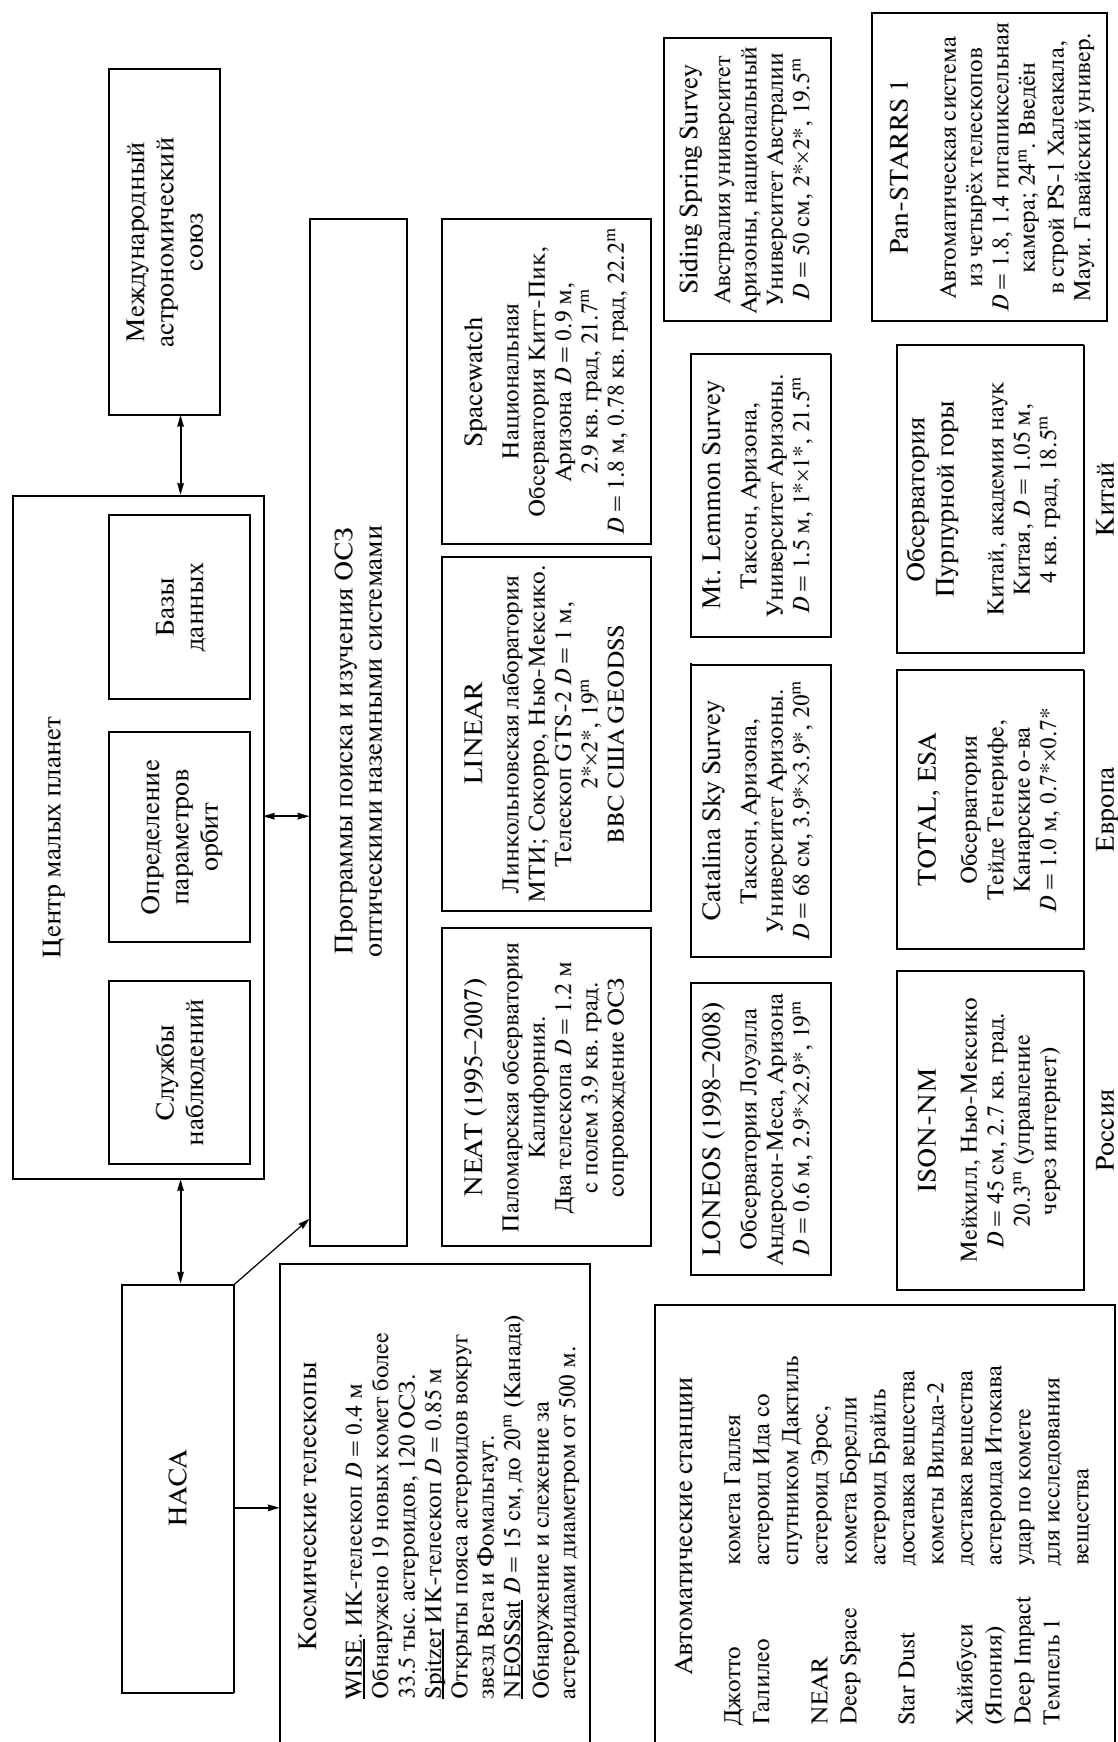 НАСА
Центр малых планет
Службы
наблюдений
Определение
параметров
орбит
Базы
данных
Международный
астрономический
союз
Космические телескопы
WISE. ИК-телескоп D = 0.4 м
Обнаружено 19 новых комет более
33.5 тыс. астероидов, 120 ОСЗ.
Spitzer ИК-телескоп D = 0.85 м
Открыты пояса астероидов вокруг
звезд Вега и Фомальгаут.
NEOSSat D = 15 см, до 20ᵐ (Канада)
Обнаружение и слежение за
астероидами диаметром от 500 м.
Программы поиска и изучения ОСЗ
оптическими наземными системами
NEAT (1995–2007)
Паломарская обсерватория
Калифорния.
Два телескопа D = 1.2 м
с полем 3.9 кв. град.
сопровождение ОСЗ
LINEAR
Линкольновская лаборатория
МТИ; Сокорро, Нью-Мексико.
Телескоп GTS-2 D = 1 м,
2*×2*, 19ᵐ
ВВС США GEODSS
Spacewatch
Национальная
Обсерватория Китт-Пик,
Аризона D = 0.9 м,
2.9 кв. град, 21.7ᵐ
D = 1.8 м, 0.78 кв. град, 22.2ᵐ
LONEOS (1998–2008)
Обсерватория Лоуэлла
Андерсон-Меса, Аризона
D = 0.6 м, 2.9*×2.9*, 19ᵐ
Catalina Sky Survey
Таксон, Аризона,
Университет Аризоны.
D = 68 см, 3.9*×3.9*, 20ᵐ
Mt. Lemmon Survey
Таксон, Аризона,
Университет Аризоны.
D = 1.5 м, 1*×1*, 21.5ᵐ
Siding Spring Survey
Австралия университет
Аризоны, национальный
Университет Австралии
D = 50 см, 2*×2*, 19.5ᵐ
Автоматические станции
Джотто комета Галлея
Галилео астероид Ида со
спутником Дактиль
NEAR астероид Эрос,
Deep Space комета Борелли
астероид Брайль
Star Dust доставка вещества
кометы Вильда-2
Хайябуси доставка вещества
(Япония) астероида Итокава
Deep Impact удар по комете
Темпель 1 для исследования
вещества
ISON-NM
Мейхилл, Нью-Мексико
D = 45 см, 2.7 кв. град.
20.3ᵐ (управление
через интернет)
Россия
TOTAL, ESA
Обсерватория
Тейде Тенерифе,
Канарские о-ва
D = 1.0 м, 0.7*×0.7*
Европа
Обсерватория
Пурпурной горы
Китай, академия наук
Китая, D = 1.05 м,
4 кв. град, 18.5ᵐ
Китай
Pan-STARRS 1
Автоматическая система
из четырёх телескопов
D = 1.8, 1.4 гигапиксельная
камера; 24ᵐ. Введён
в строй PS-1 Халеакала,
Мауи. Гавайский универ.